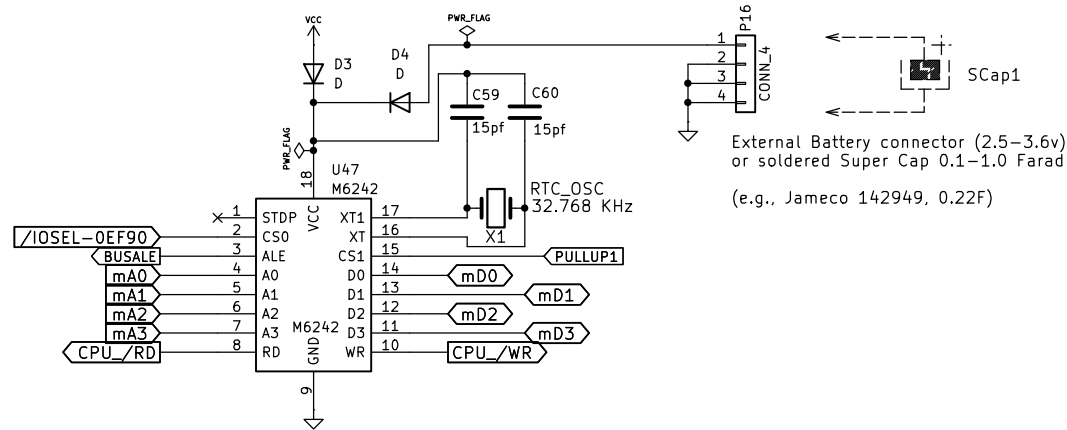 VCC
PWR_FLAG
P16
D3
D
D4
D
1
2
3
4
CONN_4
SCap1
C59
15pf
C60
15pf
External Battery connector (2.5-3.6v)
or soldered Super Cap 0.1-1.0 Farad
(e.g., Jameco 142949, 0.22F)
PWR_FLAG
18
U47
M6242
RTC_OSC
32.768 KHz
X1
VCC
1 STDP XT1 17
/IOSEL-0EF90 2 CS0 XT 16
BUSALE 3 ALE CS1 15 PULLUP1
mA0 4 A0 D0 14 mD0
mA1 5 A1 D1 13 mD1
mA2 6 A2 D2 12 mD2
mA3 7 A3 M6242 D3 11 mD3
CPU_/RD 8 RD GND WR 10 CPU_/WR
9